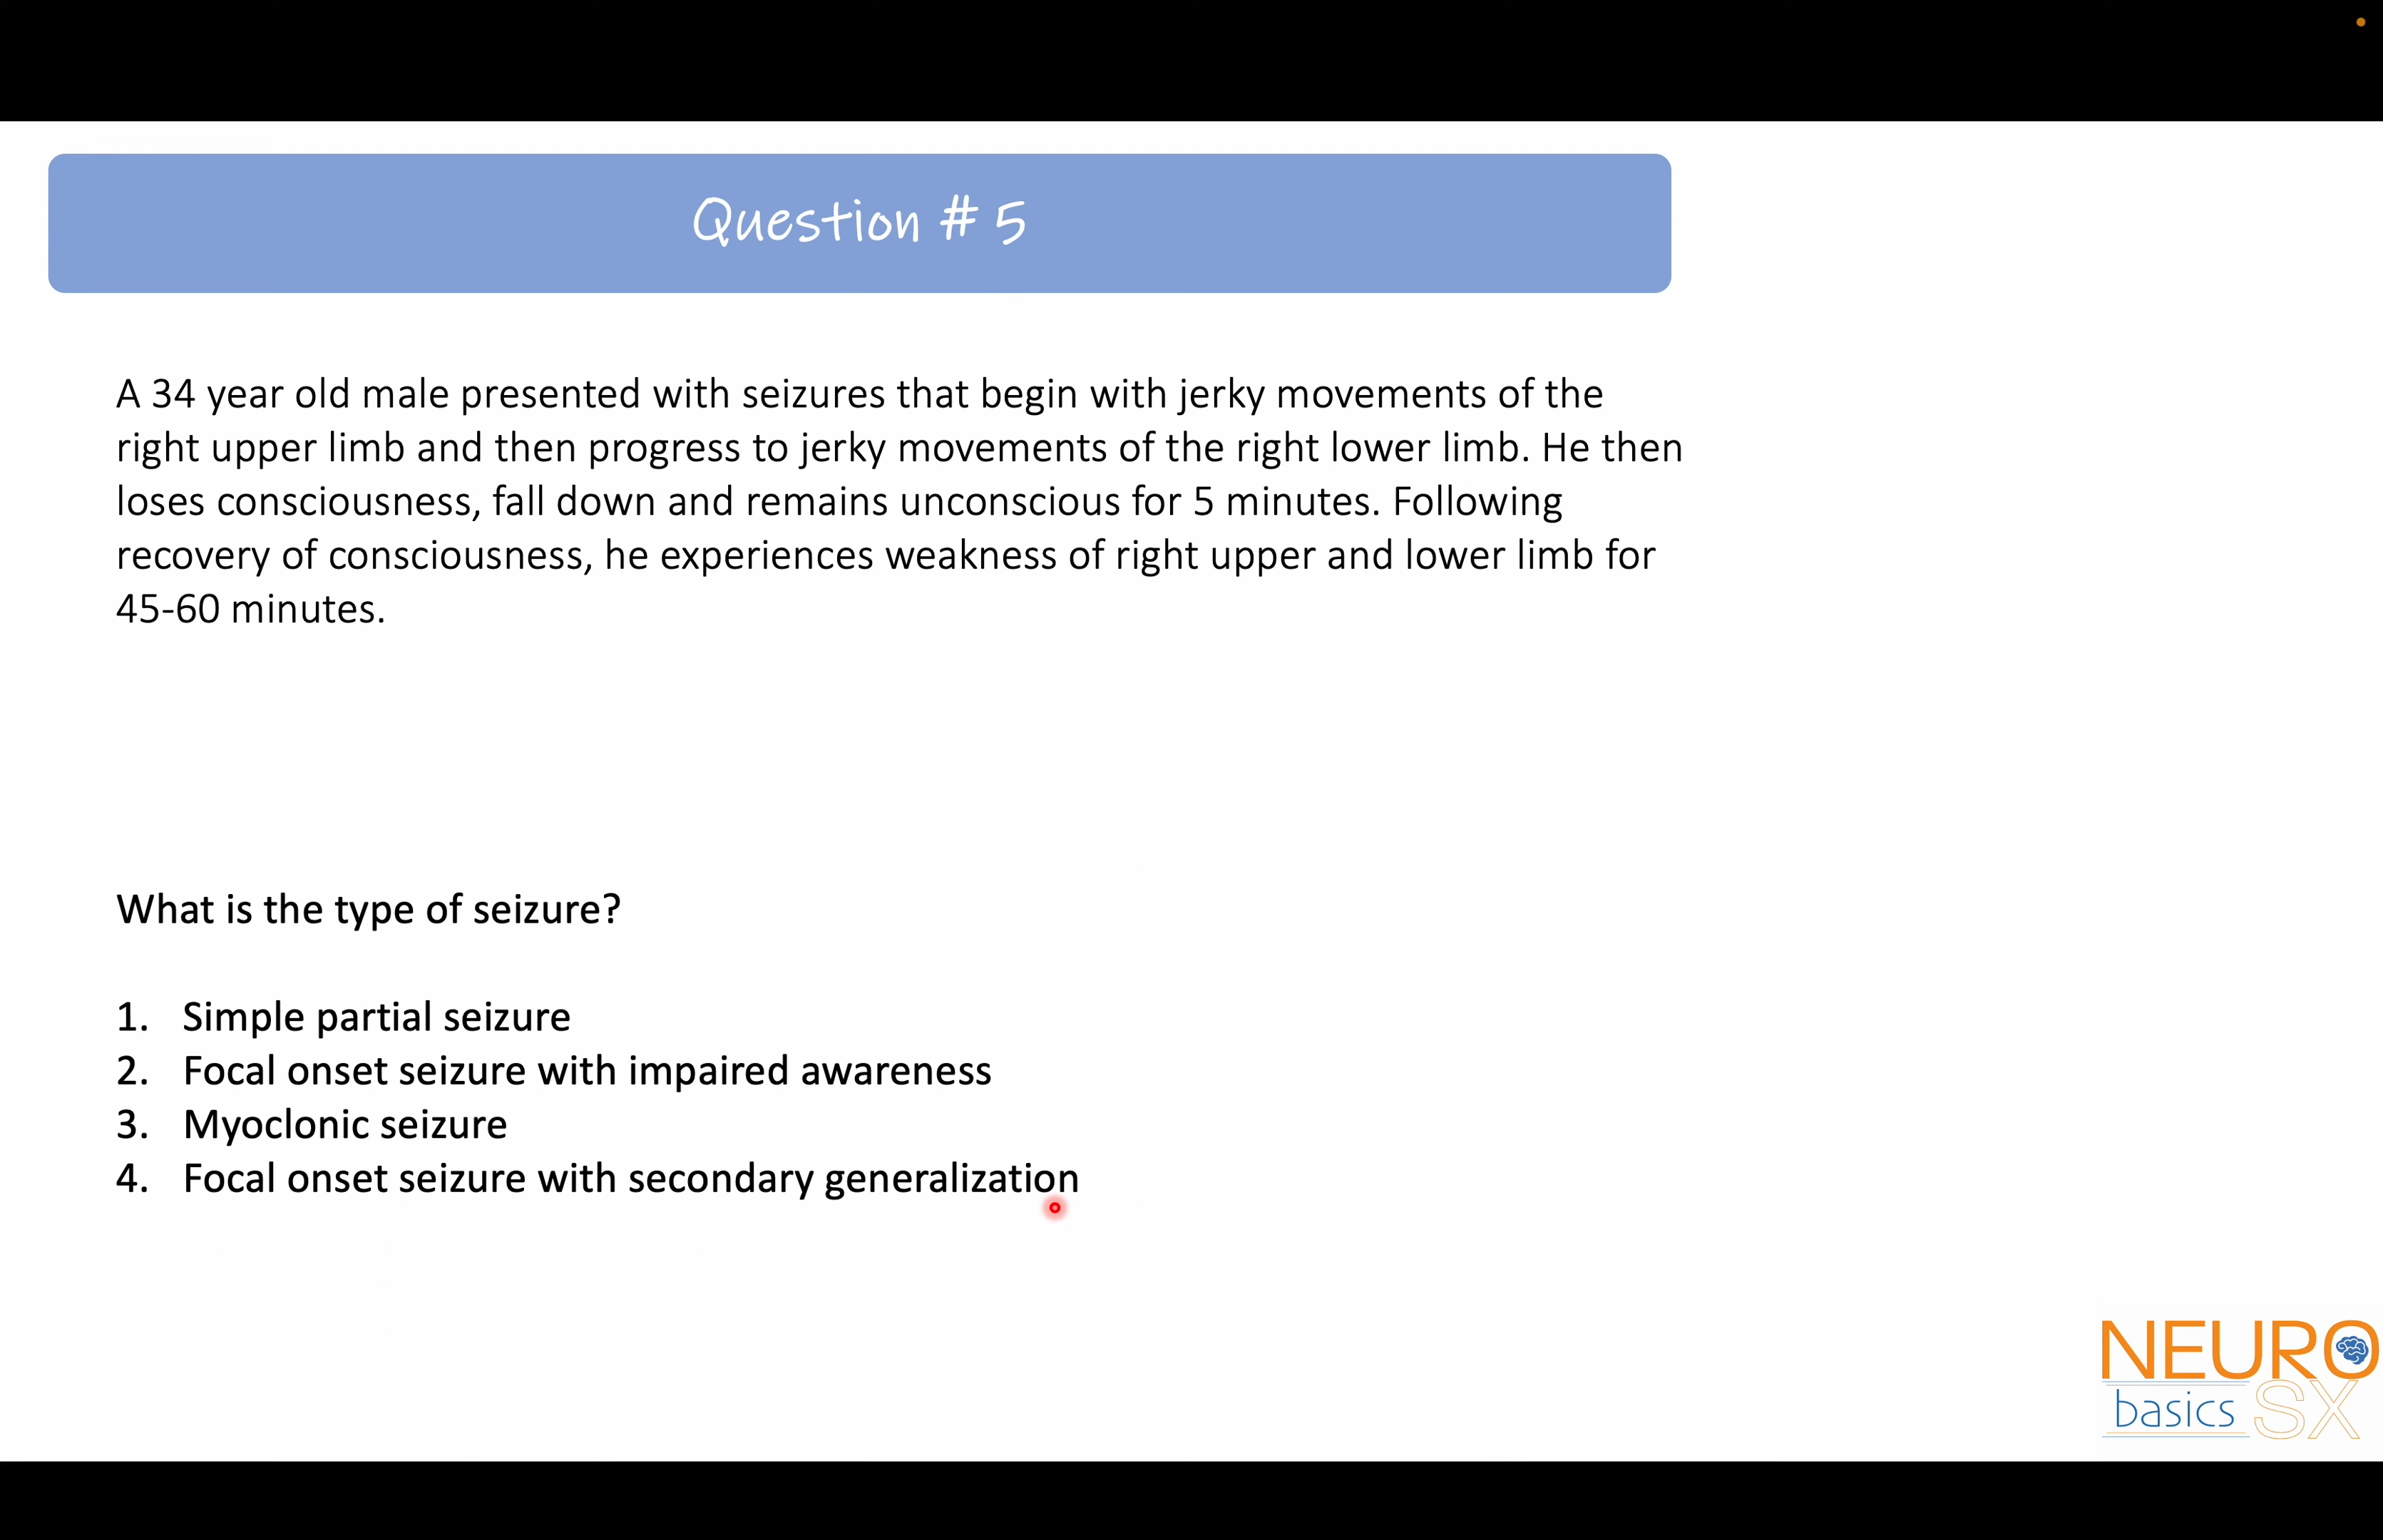 Question # 5
A 34 year old male presented with seizures that begin with jerky movements of the
right upper limb and then progress to jerky movements of the right lower limb. He then
loses consciousness, fall down and remains unconscious for 5 minutes. Following
recovery of consciousness, he experiences weakness of right upper and lower limb for
45-60 minutes.
What is the type of seizure?
1. Simple partial seizure
2. Focal onset seizure with impaired awareness
3. Myoclonic seizure
4. Focal onset seizure with secondary generalization
NEURO
basics SX